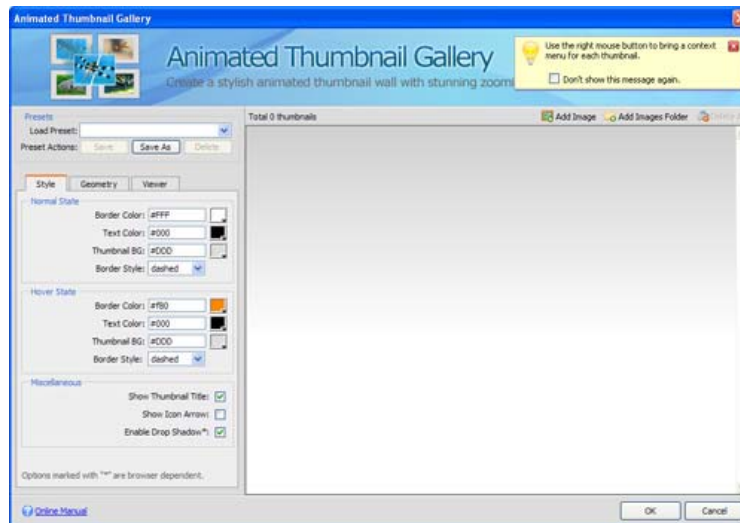 Animated Thumbnail Gallery
Animated Thumbnail Gallery
Create a stylish animated thumbnail wall with stunning zoomi
Use the right mouse button to bring a context
menu for each thumbnail.
Don't show this message again.
Presets
Load Preset:
Preset Actions: Save Save As Delete
Total 0 thumbnails
Add Image Add Images Folder
Style Geometry Viewer
Normal State
Border Color: #FFF
Text Color: #000
Thumbnail BG: #DDD
Border Style: dashed
Hover State
Border Color: #f80
Text Color: #000
Thumbnail BG: #DDD
Border Style: dashed
Miscellaneous
Show Thumbnail Title:
Show Icon Arrow:
Enable Drop Shadow*:
Options marked with "*" are browser dependent.
Online Manual
OK Cancel